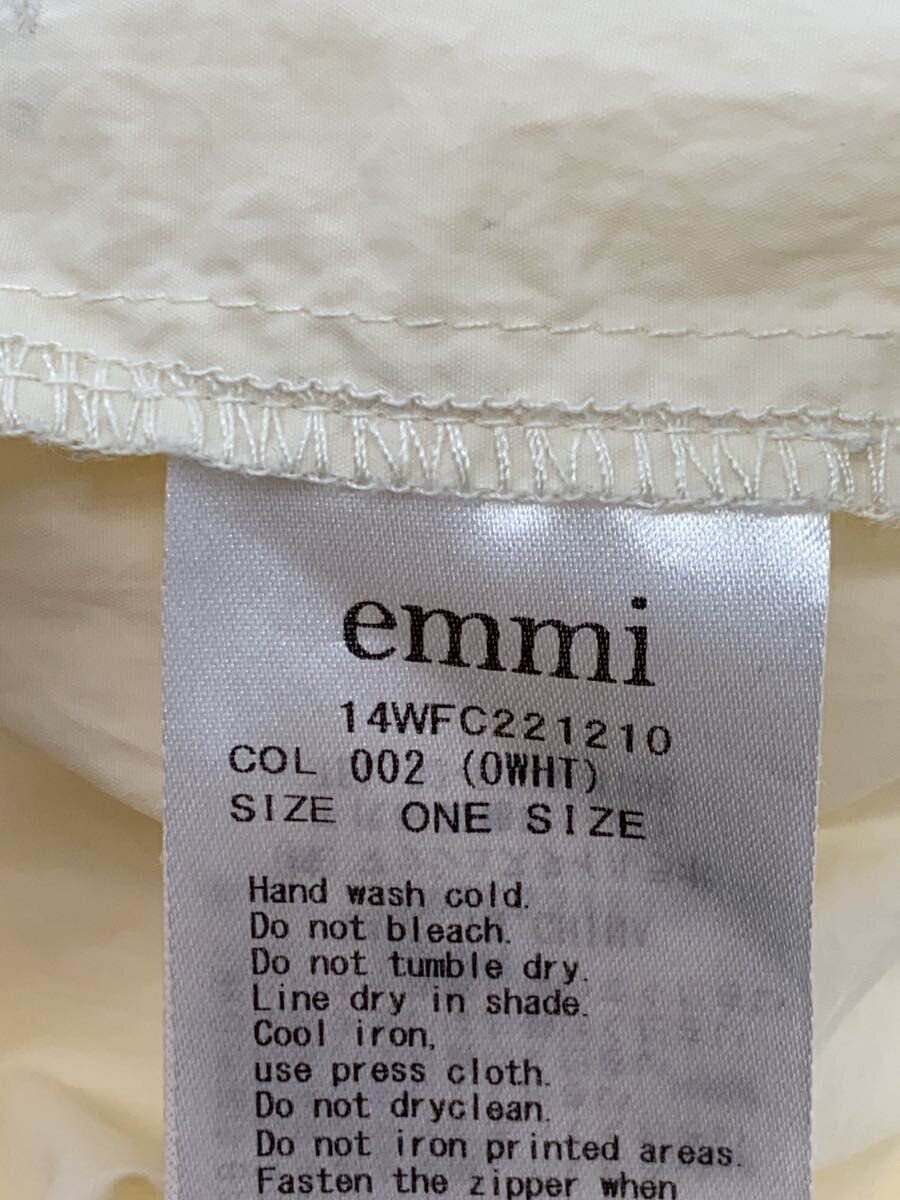 emmi
14WFC221210
COL 002 (OWHT)
SIZE ONE SIZE
Hand wash cold.
Do not bleach.
Do not tumble dry.
Line dry in shade.
Cool iron,
use press cloth.
Do not dryclean.
Do not iron printed areas.
Fasten the zipper when